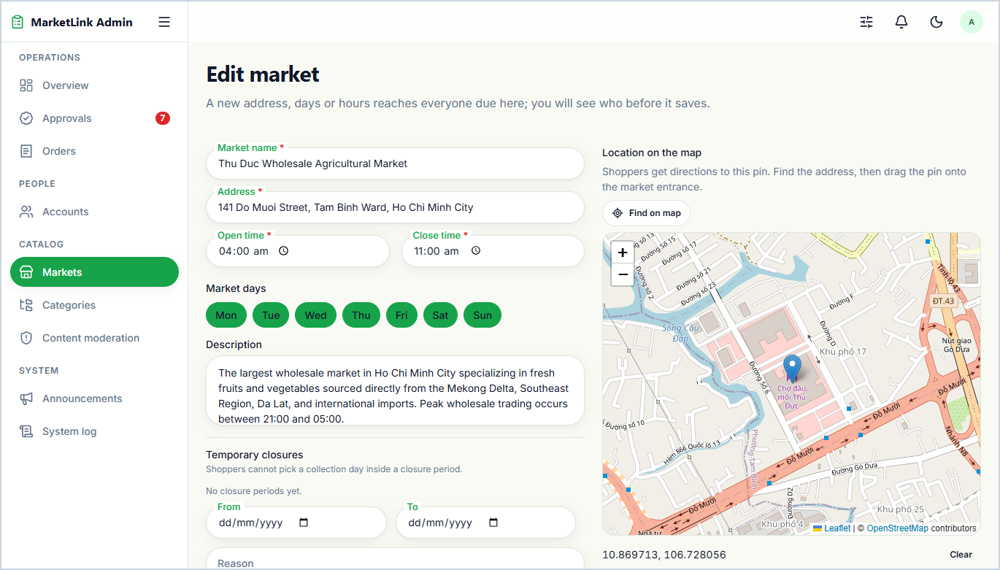 MarketLink Admin
A
OPERATIONS
Overview
Approvals
7
Orders
PEOPLE
Accounts
CATALOG
Markets
Categories
Content moderation
SYSTEM
Announcements
System log
Edit market
A new address, days or hours reaches everyone due here; you will see who before it saves.
Market name *
Thu Duc Wholesale Agricultural Market
Address *
141 Do Muoi Street, Tam Binh Ward, Ho Chi Minh City
Open time *
04:00 am
Close time *
11:00 am
Market days
Mon Tue Wed Thu Fri Sat Sun
Description
The largest wholesale market in Ho Chi Minh City specializing in fresh
fruits and vegetables sourced directly from the Mekong Delta, Southeast
Region, Da Lat, and international imports. Peak wholesale trading occurs
between 21:00 and 05:00.
Temporary closures
Shoppers cannot pick a collection day inside a closure period.
No closure periods yet.
From
dd/mm/yyyy
To
dd/mm/yyyy
Reason
Location on the map
Shoppers get directions to this pin. Find the address, then drag the pin onto
the market entrance.
Find on map
+
−
Đường số 13
Đường số 15
Đường số 17
Đường số 21
Đường số 23
Đường số 2
Sông Cầu
Đáp
Đường F
Đường D
Khu phố 17
Tỉnh lộ 43
ĐT.43
Nút giao
Gò Dưa
Đường số 6
Chợ đầu
mối Thủ
Đức
Đường số 10
Hẻm 866 Quốc lộ 13
Phường Tam Bình
Đỗ Mười
Đỗ Mười
Đỗ Mười
Đỗ Mười
Đường Gò Dưa
Nhánh N8
Đường D2
Khu phố 25
Khu phố 4
Ngã tư
Leaflet | © OpenStreetMap contributors
10.869713, 106.728056
Clear